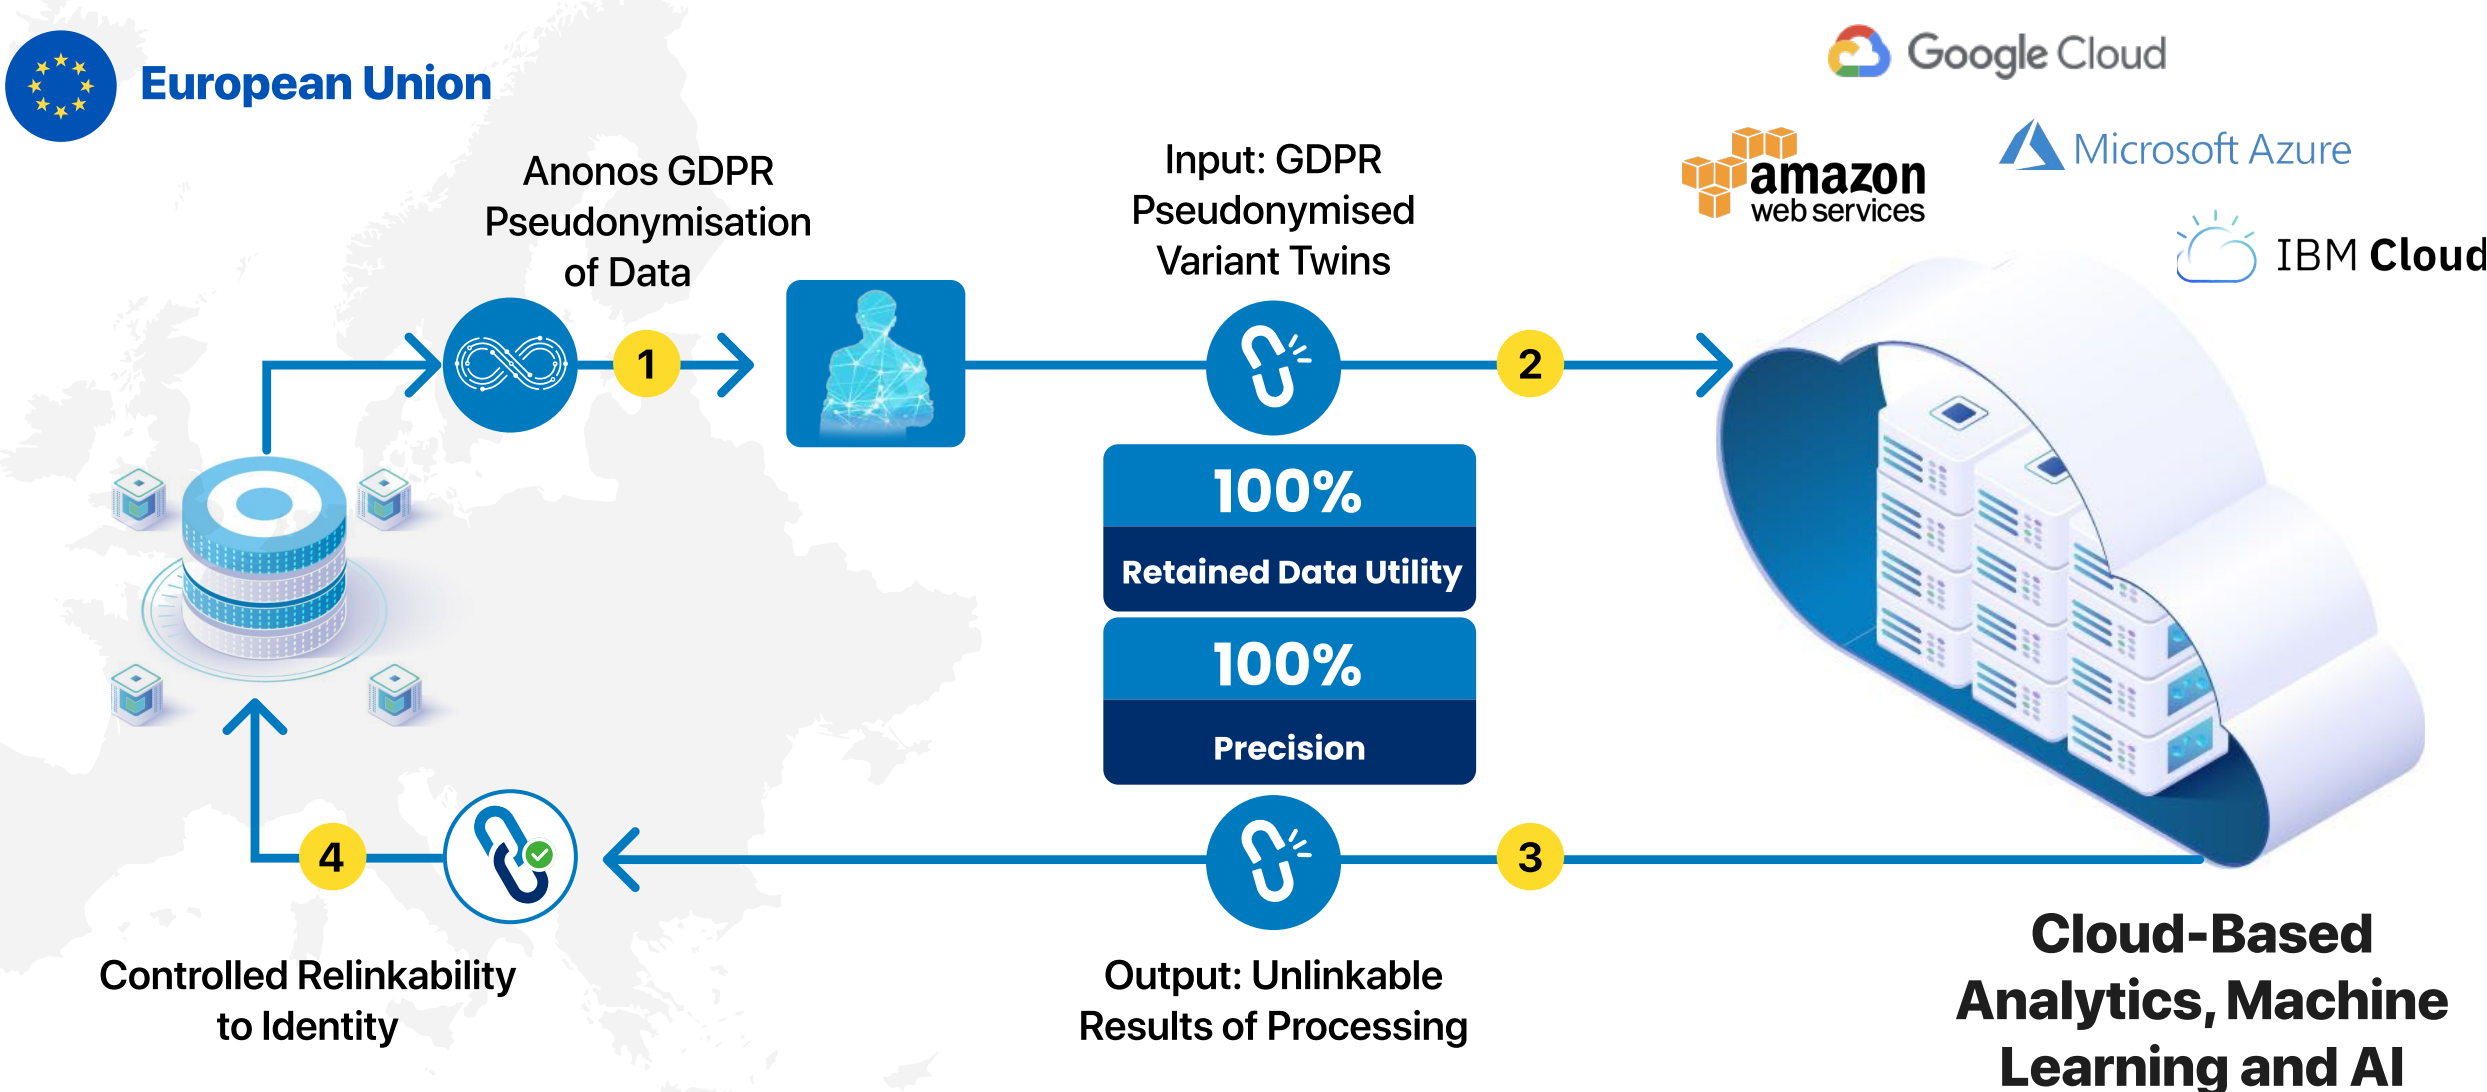 European Union
Google Cloud
amazon
web services
Microsoft Azure
IBM Cloud
Anonos GDPR
Pseudonymisation
of Data
Input: GDPR
Pseudonymised
Variant Twins
1
2
100%
Retained Data Utility
100%
Precision
4
3
Controlled Relinkability
to Identity
Output: Unlinkable
Results of Processing
Cloud-Based
Analytics, Machine
Learning and AI